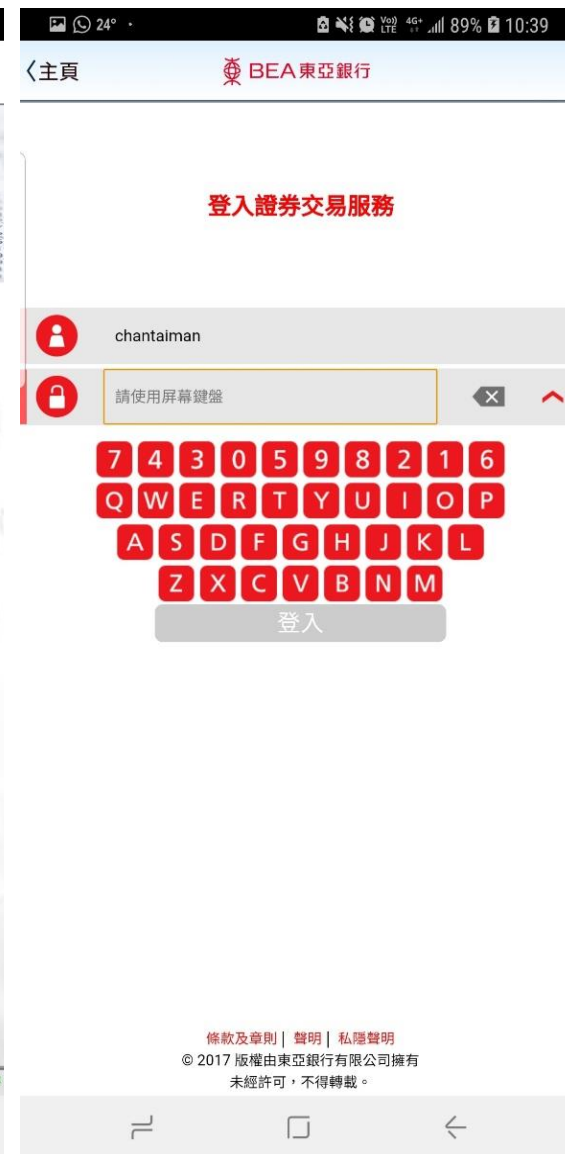 24°
Vo)) LTE 4G+ 89% 10:39
主頁
BEA東亞銀行
登入證券交易服務
chantaiman
請使用屏幕鍵盤
7 4 3 0 5 9 8 2 1 6
Q W E R T Y U I O P
A S D F G H J K L
Z X C V B N M
登入
條款及章則 | 聲明 | 私隱聲明
© 2017 版權由東亞銀行有限公司擁有
未經許可，不得轉載。